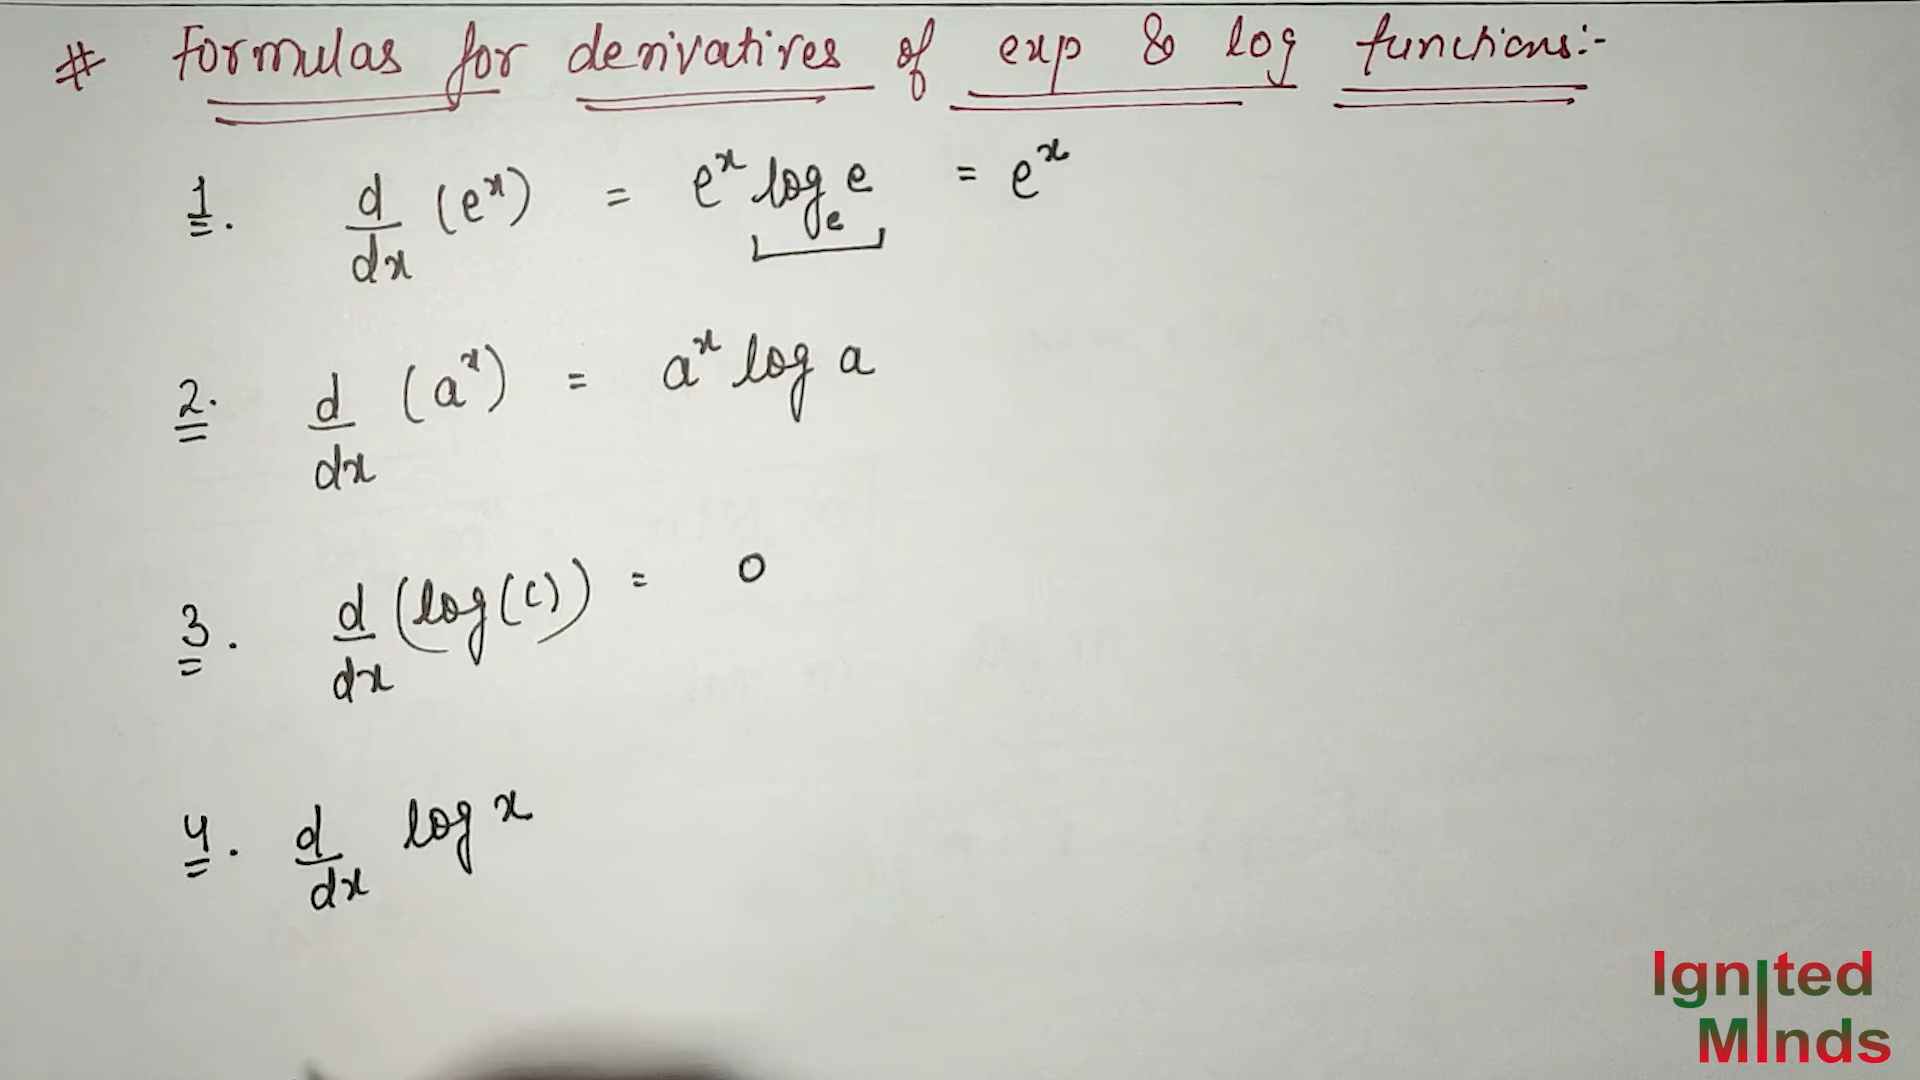 # Formulas for derivatives of exp & log functions:-
1. d/dx (e^x) = e^x log_e e = e^x
2. d/dx (a^x) = a^x log a
3. d/dx (log(c)) = 0
4. d/dx log x
Ignited
Minds